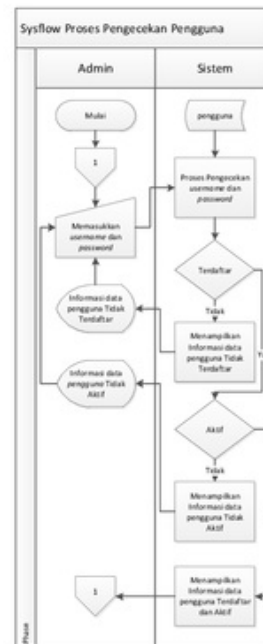 Sysflow Proses Pengecekan Pengguna
Admin
Sistem
Mulai
pengguna
1
Proses Pengecekan
username dan
password
Memasukkan
username dan
password
Terdaftar
Informasi data
pengguna Tidak
Terdaftar
Tidak
Menampilkan
Informasi data
pengguna Tidak
Terdaftar
Informasi data
pengguna Tidak
Aktif
Aktif
Tidak
Menampilkan
Informasi data
pengguna Tidak
Aktif
Menampilkan
Informasi data
pengguna Terdaftar
dan Aktif
1
Phase